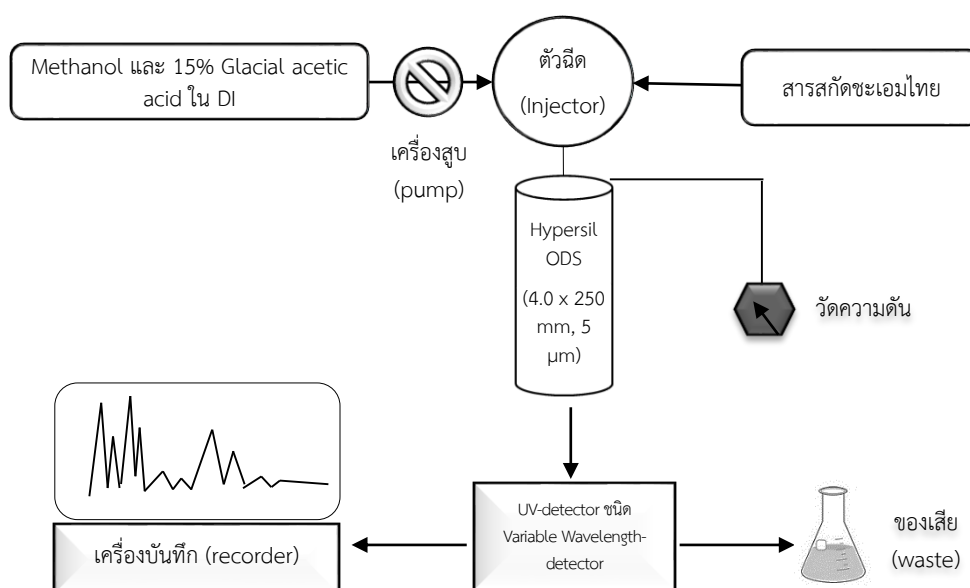 Methanol และ 15% Glacial acetic
acid ใน DI
เครื่องสูบ
(pump)
ตัวฉีด
(Injector)
สารสกัดชะเอมไทย
Hypersil
ODS
(4.0 x 250
mm, 5
µm)
วัดความดัน
เครื่องบันทึก (recorder)
UV-detector ชนิด
Variable Wavelength-
detector
ของเสีย
(waste)